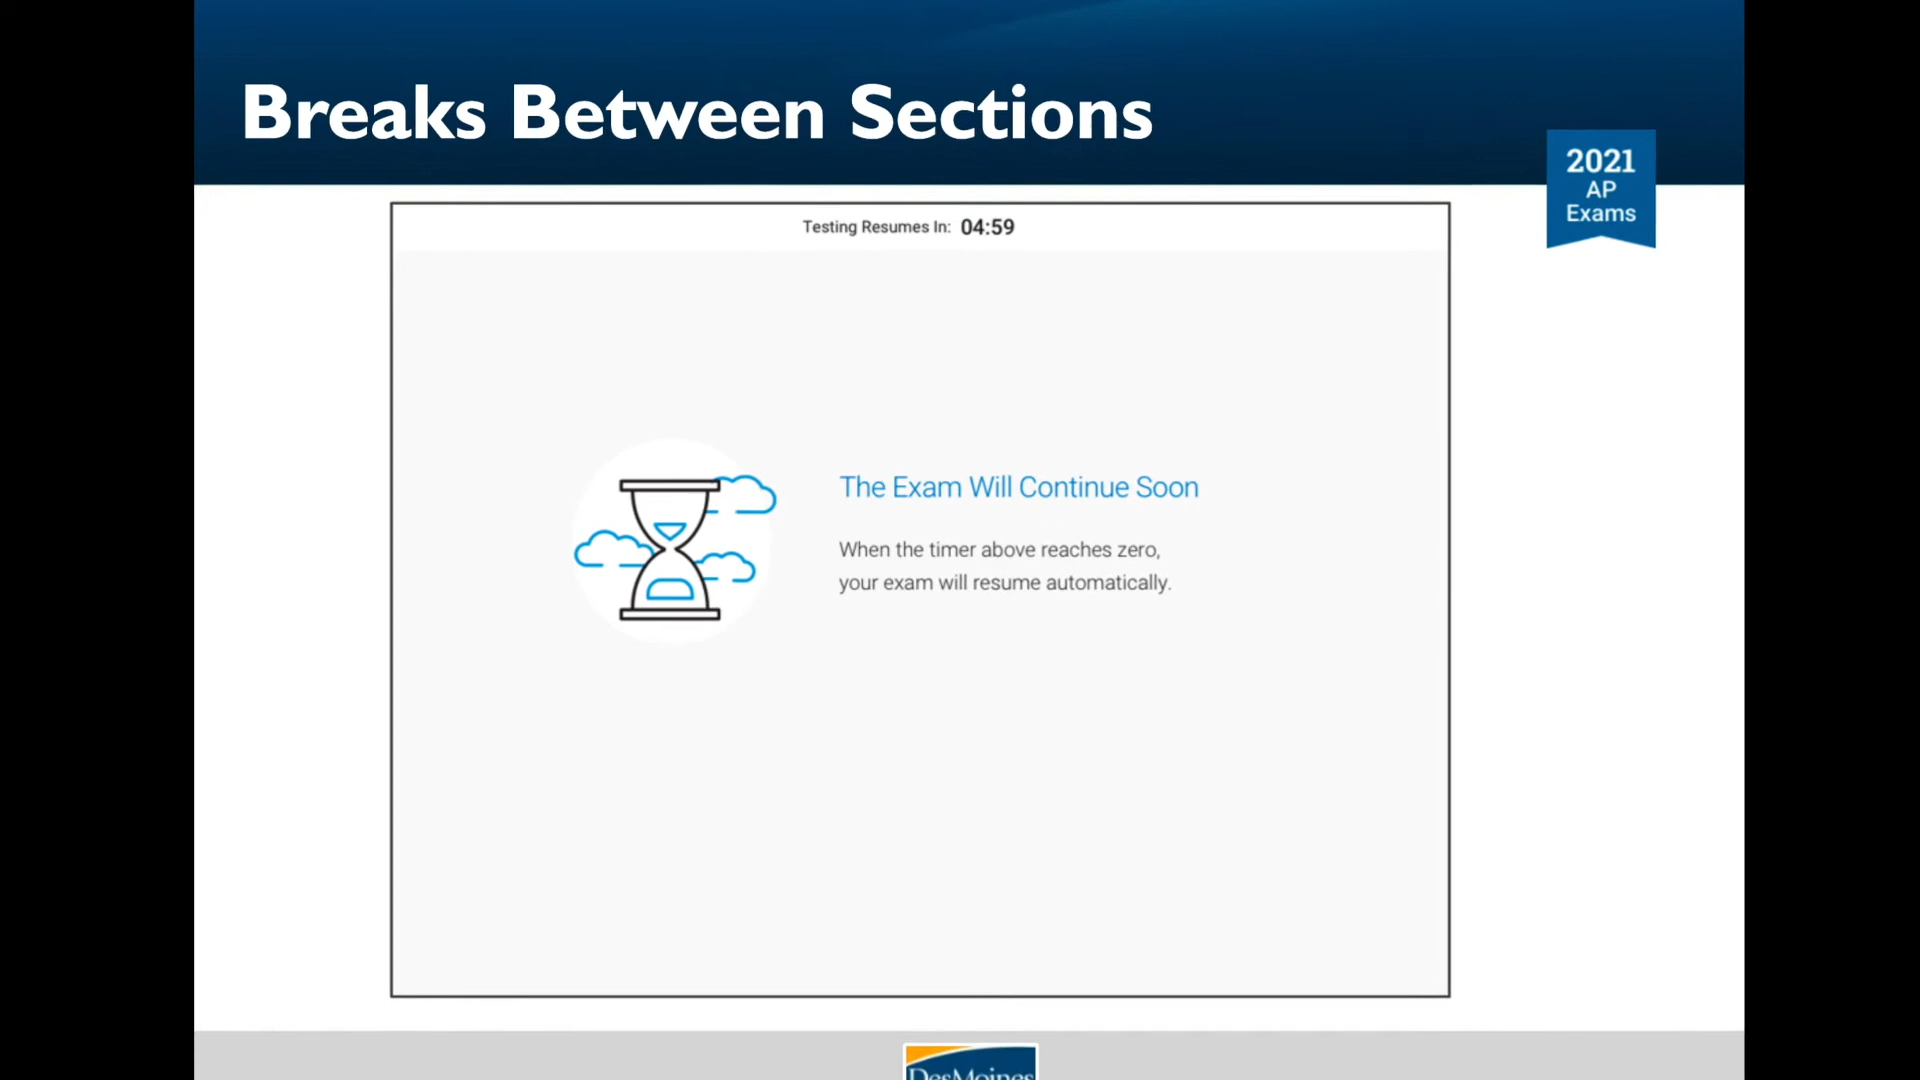 Breaks Between Sections
2021
AP
Exams
Testing Resumes In: 04:59
The Exam Will Continue Soon
When the timer above reaches zero,
your exam will resume automatically.
DesMoines